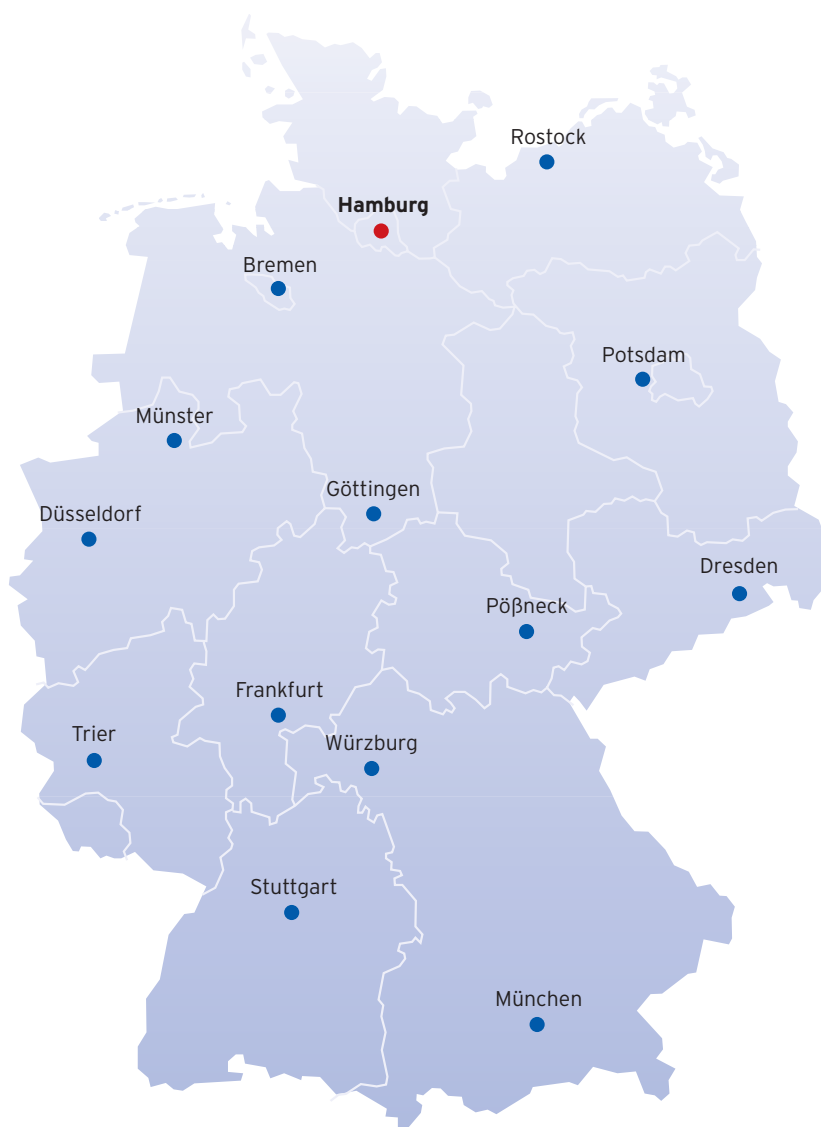 Rostock
Hamburg
Bremen
Potsdam
Münster
Göttingen
Düsseldorf
Dresden
Pößneck
Frankfurt
Trier
Würzburg
Stuttgart
München